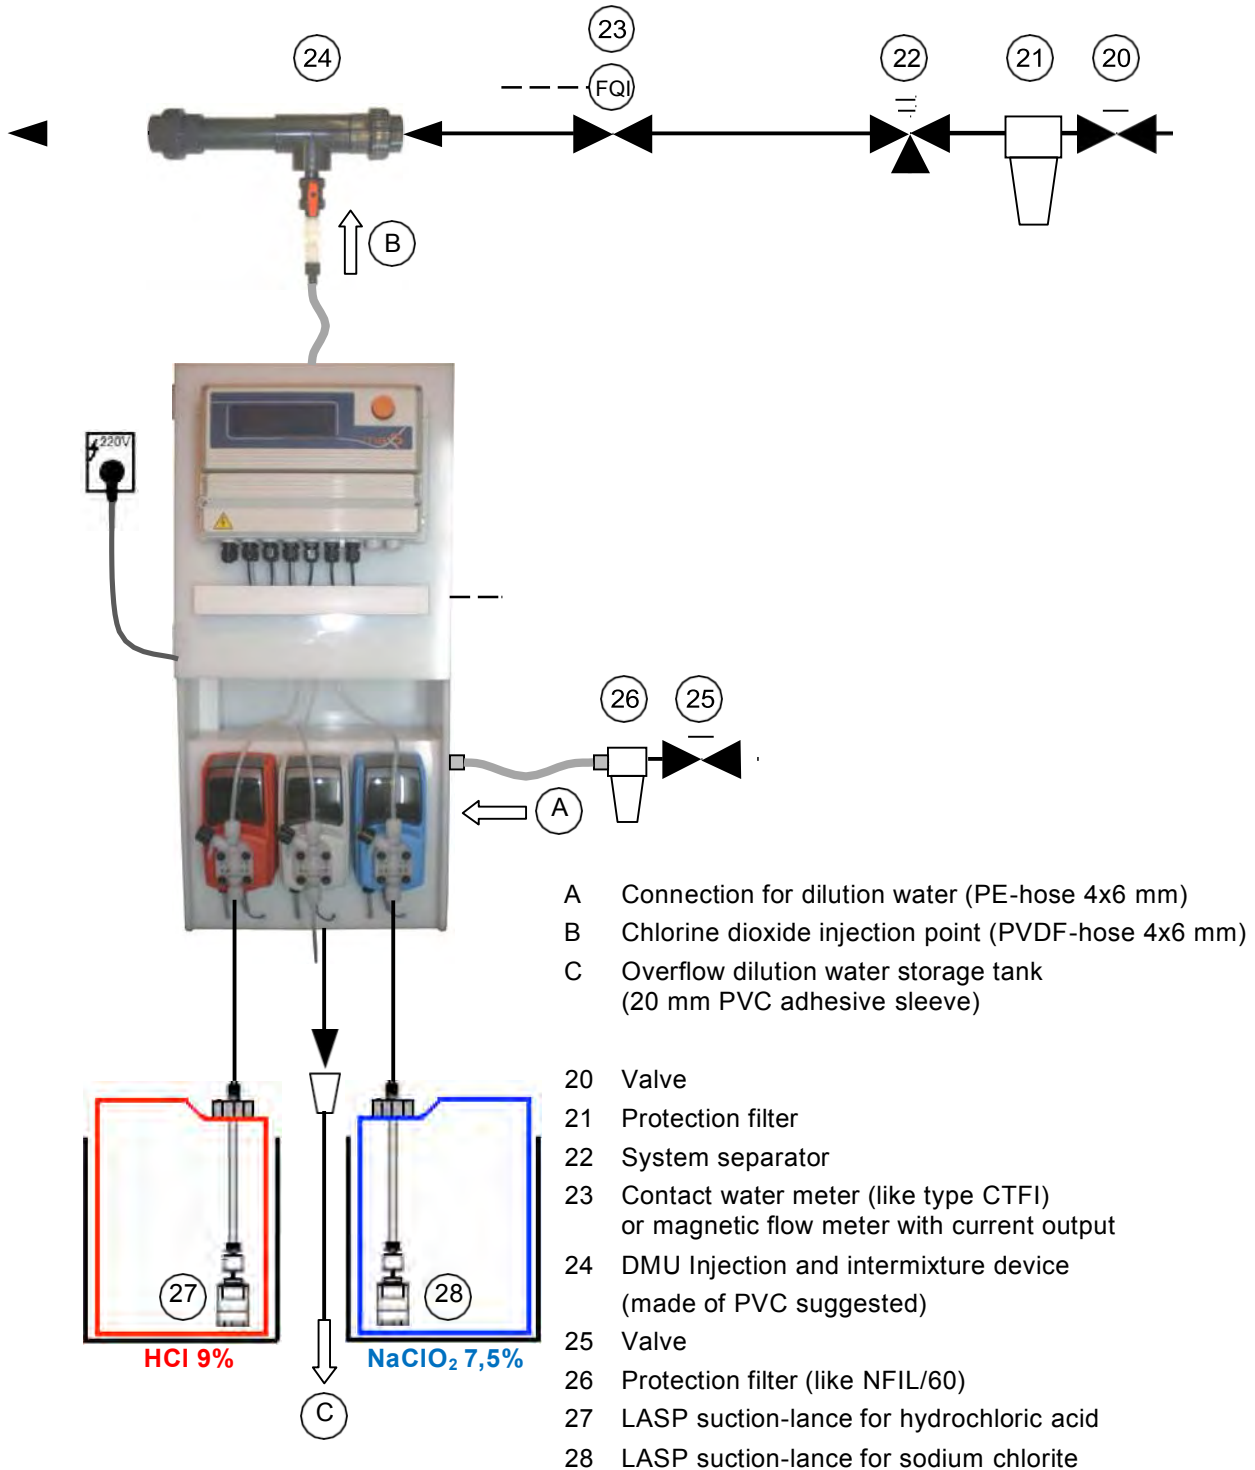 23
24
22
21
20
FQI
B
220V
26
25
A
A Connection for dilution water (PE-hose 4x6 mm)
B Chlorine dioxide injection point (PVDF-hose 4x6 mm)
C Overflow dilution water storage tank
(20 mm PVC adhesive sleeve)
20 Valve
21 Protection filter
22 System separator
23 Contact water meter (like type CTFI)
or magnetic flow meter with current output
24 DMU Injection and intermixture device
(made of PVC suggested)
25 Valve
26 Protection filter (like NFIL/60)
27 LASP suction-lance for hydrochloric acid
28 LASP suction-lance for sodium chlorite
27
28
HCl 9%
NaClO₂ 7,5%
C